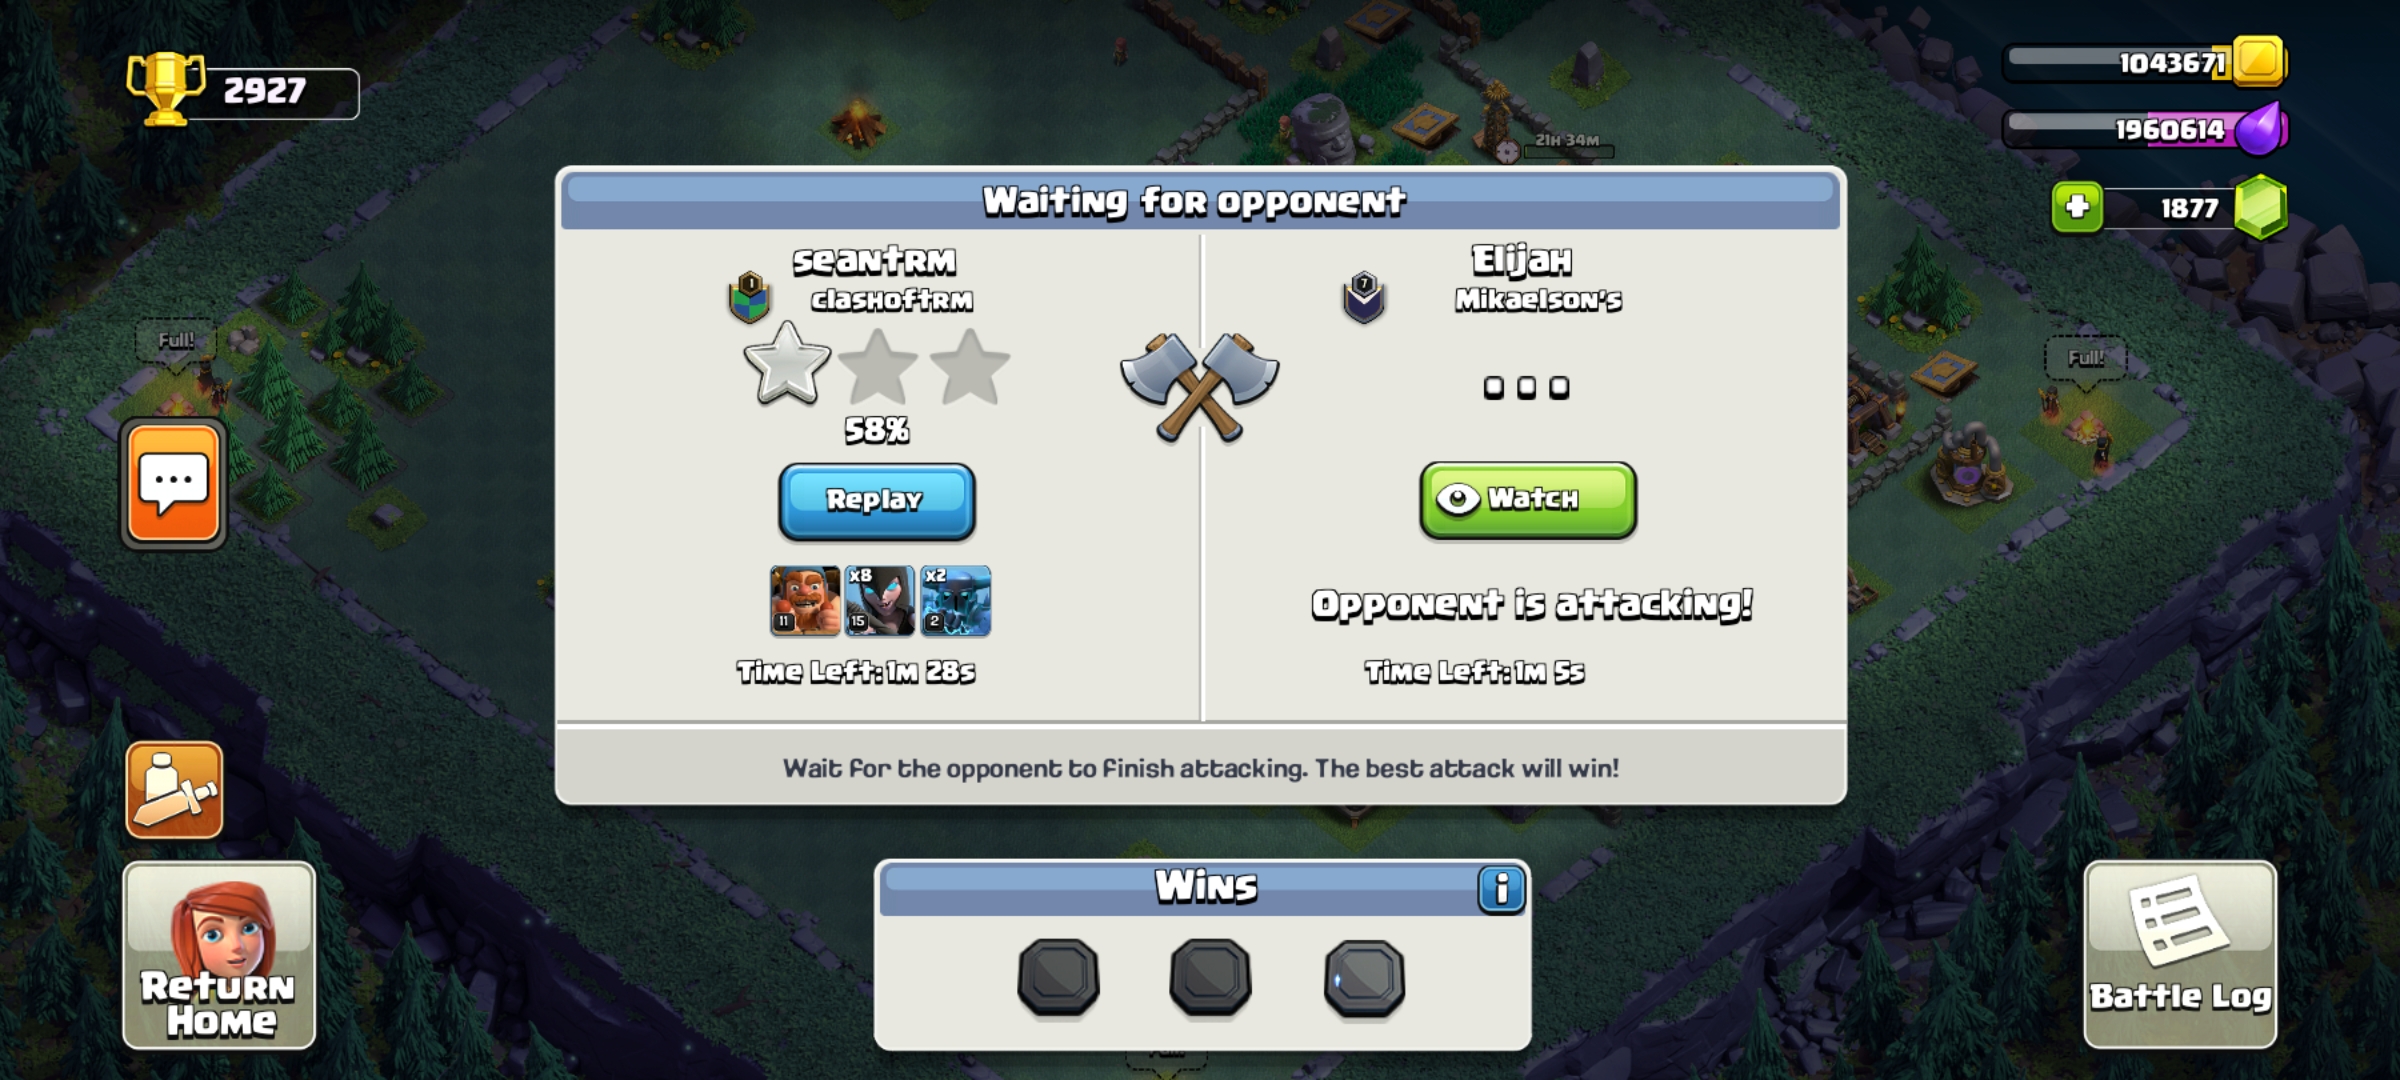 2927
1043671
1960614
1877
21H 34M
Waiting for opponent
seantrm
1
clashoftrm
58%
Replay
11
x8
15
x2
2
Time Left: 1m 28s
Elijah
7
Mikaelson's
Watch
Opponent is attacking!
Time Left: 1m 5s
Wait for the opponent to finish attacking. The best attack will win!
Full!
Full!
Wins
i
Return
Home
Battle Log